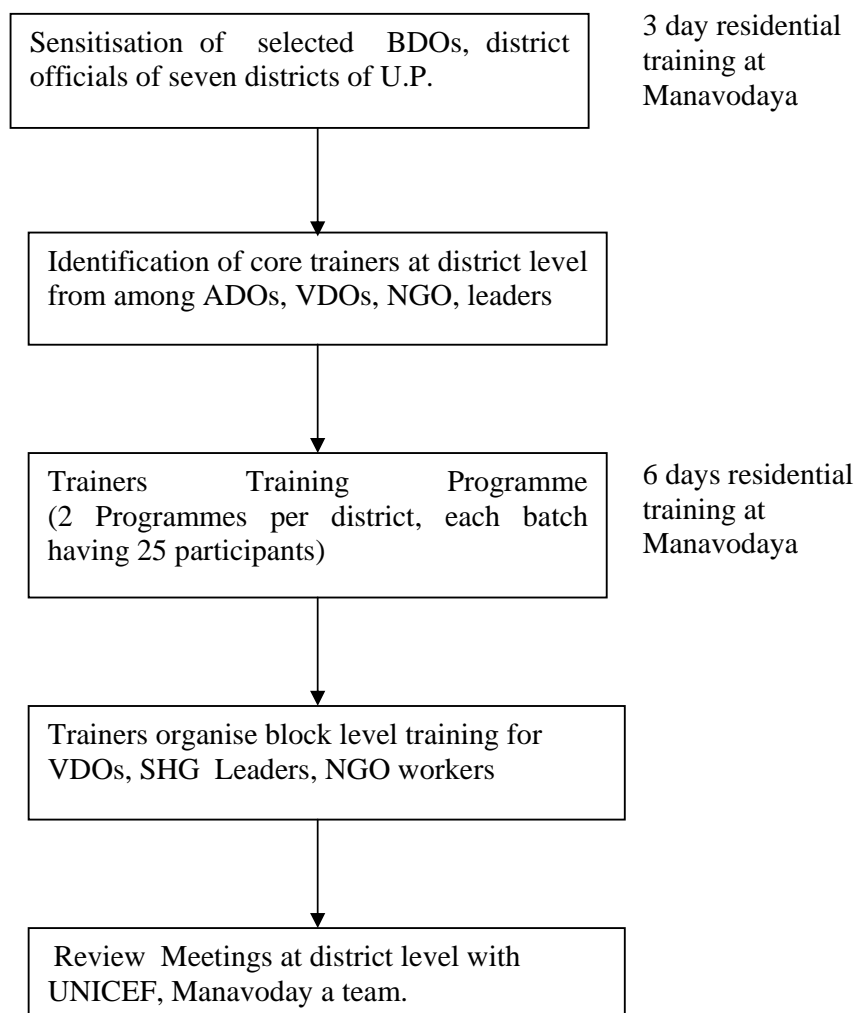 Sensitisation of selected BDOs, district
officials of seven districts of U.P.
3 day residential
training at
Manavodaya
Identification of core trainers at district level
from among ADOs, VDOs, NGO, leaders
Trainers Training Programme
(2 Programmes per district, each batch
having 25 participants)
6 days residential
training at
Manavodaya
Trainers organise block level training for
VDOs, SHG Leaders, NGO workers
Review Meetings at district level with
UNICEF, Manavoday a team.